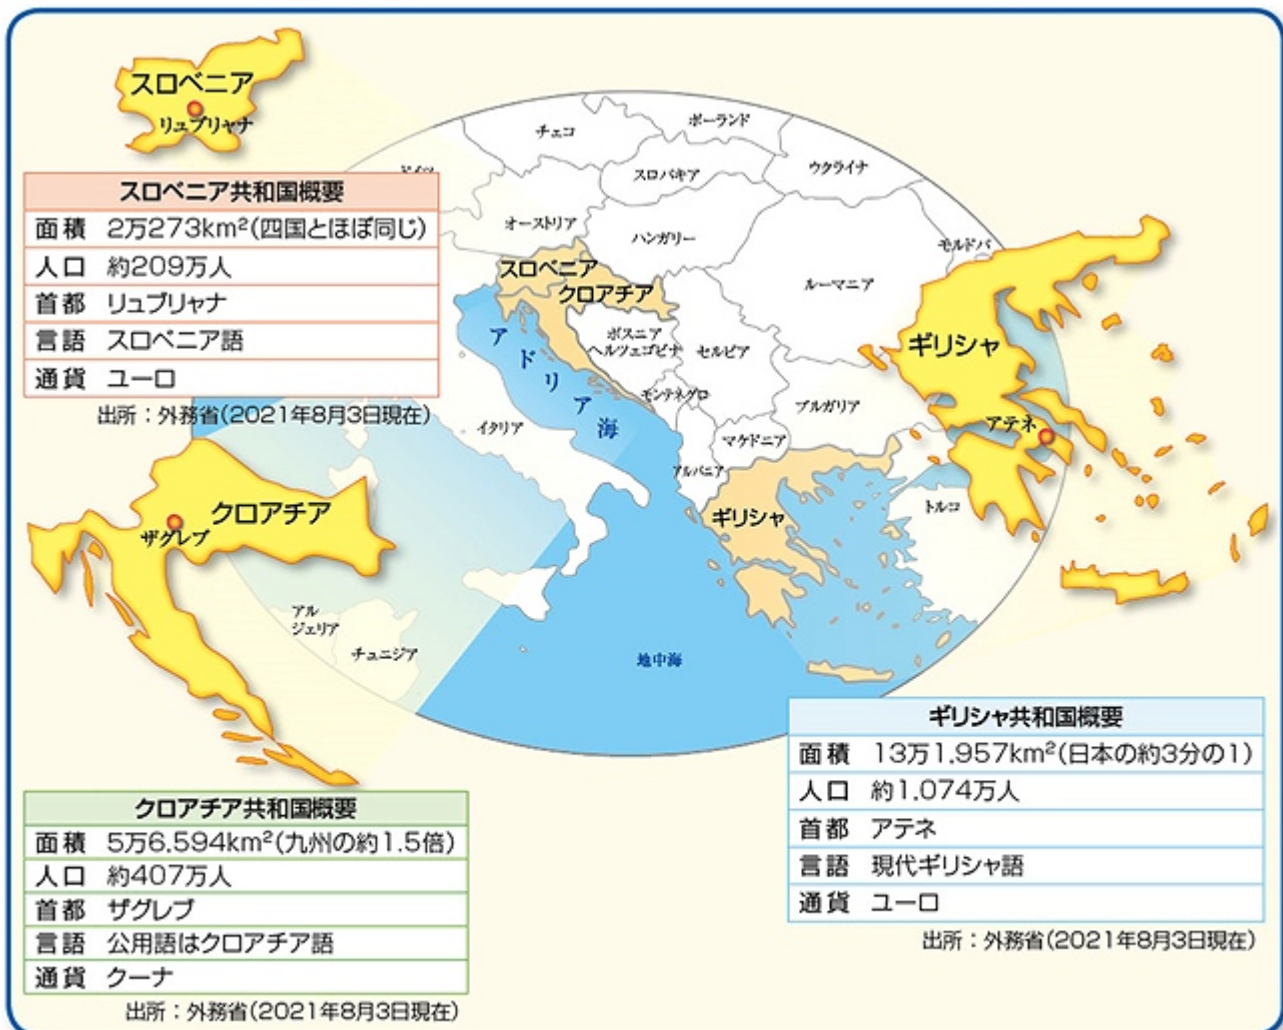 スロベニア
リュブリャナ
スロベニア共和国概要
面積 2万273km²(四国とほぼ同じ)
人口 約209万人
首都 リュブリャナ
言語 スロベニア語
通貨 ユーロ
出所：外務省(2021年8月3日現在)
チェコ
ポーランド
ドイツ
スロバキア
ウクライナ
オーストリア
ハンガリー
モルドバ
スロベニア
クロアチア
ルーマニア
ボスニア
ヘルツェゴビナ
セルビア
アドリア海
モンテネグロ
ブルガリア
イタリア
マケドニア
アルバニア
ギリシャ
トルコ
アル
ジェリア
チュニジア
地中海
ギリシャ
アテネ
クロアチア
ザグレブ
クロアチア共和国概要
面積 5万6,594km²(九州の約1.5倍)
人口 約407万人
首都 ザグレブ
言語 公用語はクロアチア語
通貨 クーナ
出所：外務省(2021年8月3日現在)
ギリシャ共和国概要
面積 13万1,957km²(日本の約3分の1)
人口 約1,074万人
首都 アテネ
言語 現代ギリシャ語
通貨 ユーロ
出所：外務省(2021年8月3日現在)